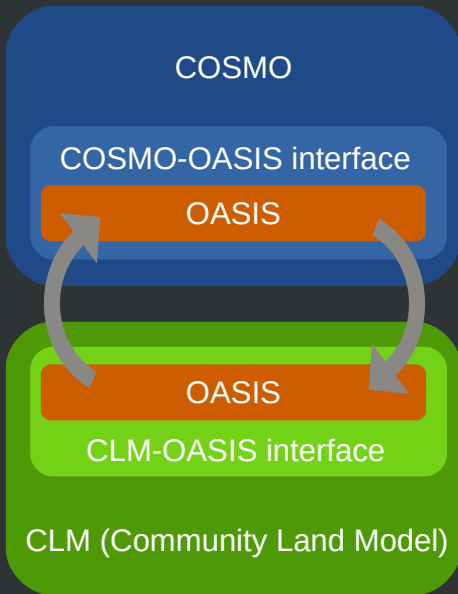 COSMO
COSMO-OASIS interface
OASIS
OASIS
CLM-OASIS interface
CLM (Community Land Model)